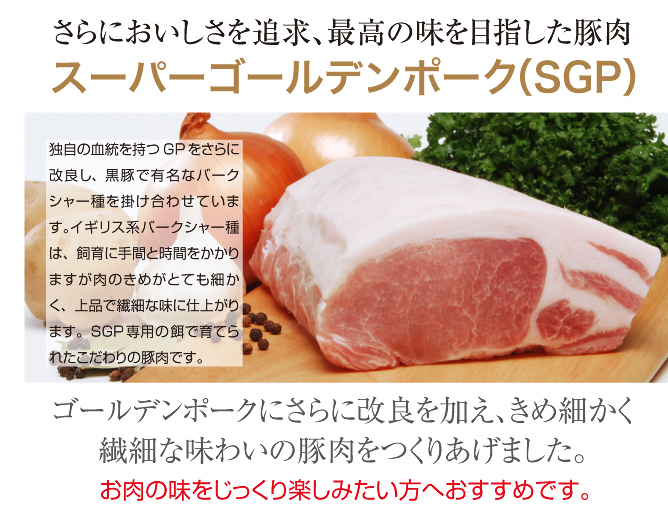 さらにおいしさを追求、最高の味を目指した豚肉
スーパーゴールデンポーク(SGP)
独自の血統を持つGPをさらに
改良し、黒豚で有名なバーク
シャー種を掛け合わせていま
す。イギリス系バークシャー種
は、飼育に手間と時間をかかり
ますが肉のきめがとても細か
く、上品で繊細な味に仕上がり
ます。SGP専用の餌で育てら
れたこだわりの豚肉です。
ゴールデンポークにさらに改良を加え、きめ細かく
繊細な味わいの豚肉をつくりあげました。
お肉の味をじっくり楽しみたい方へおすすめです。